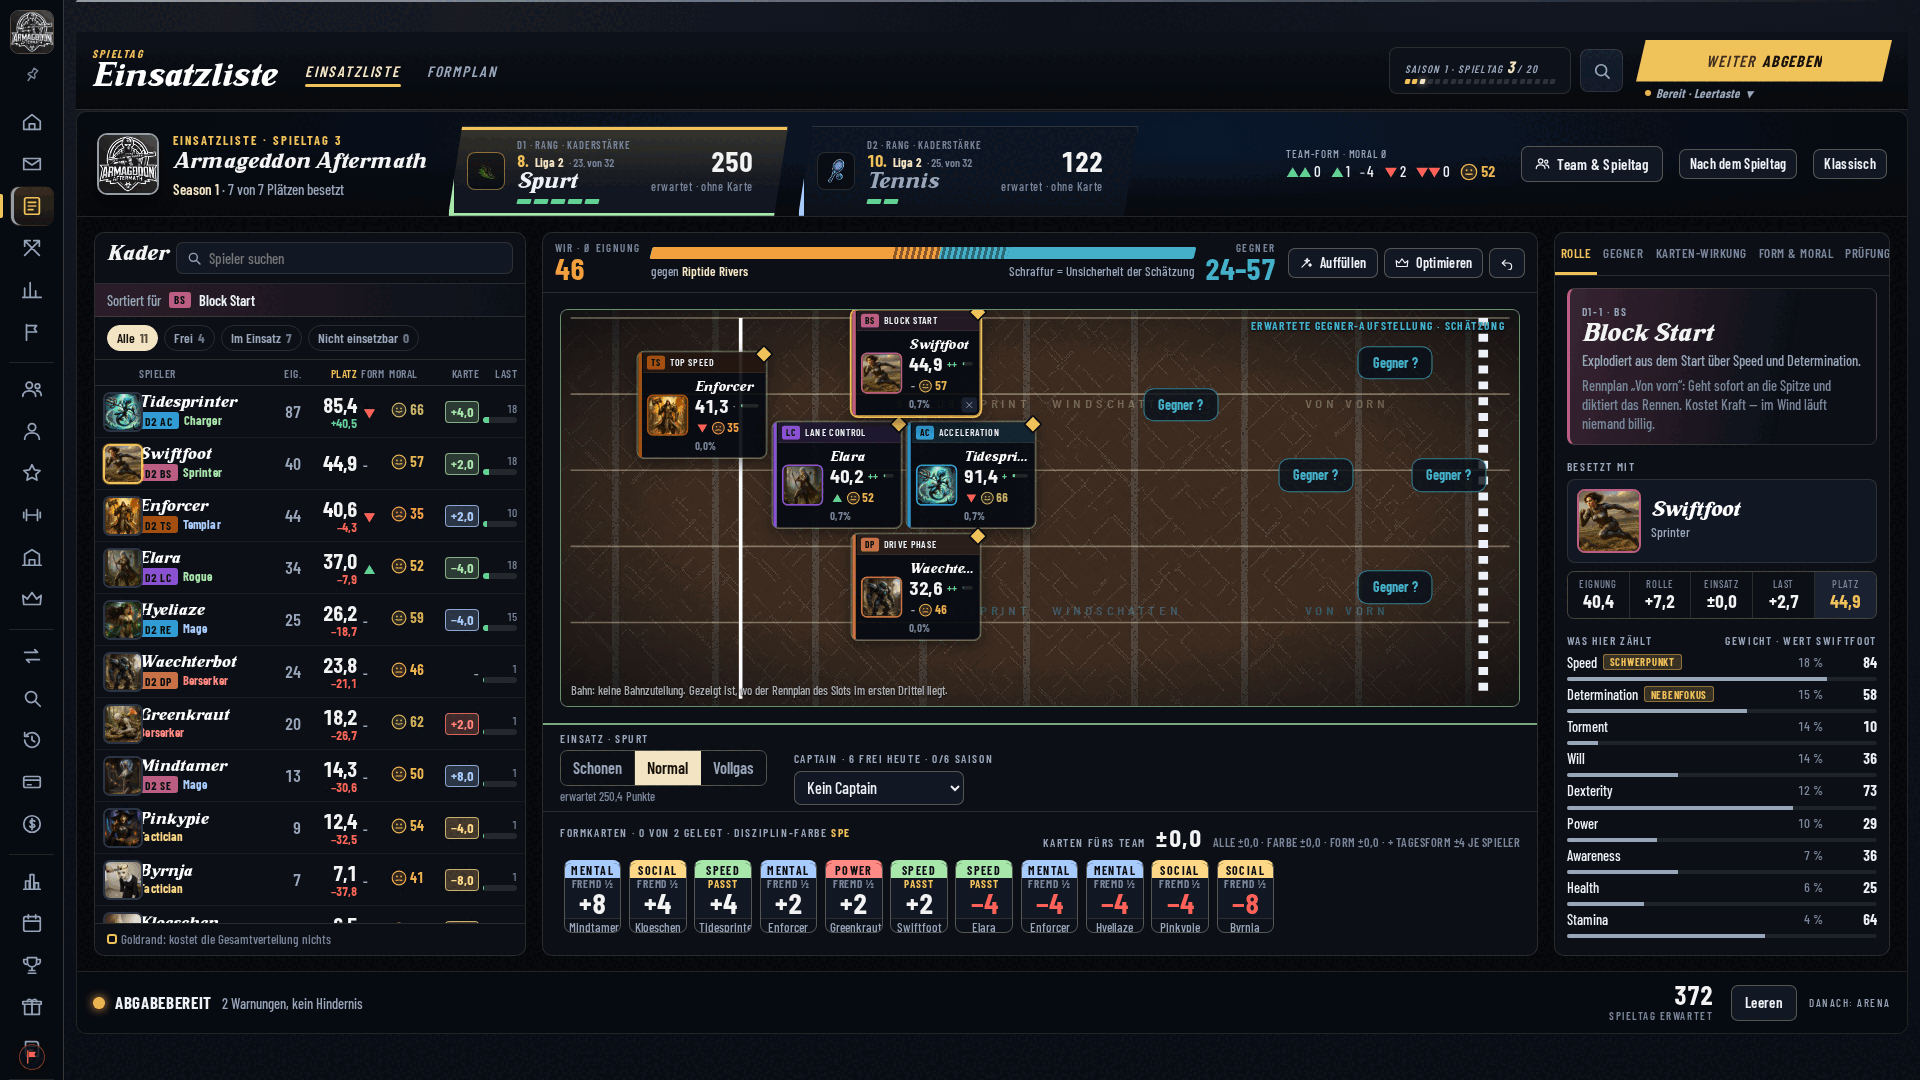 SPIELTAG
Einsatzliste
EINSATZLISTE
FORMPLAN
SAISON 1 · SPIELTAG 3 / 20
WEITER ABGEBEN
Bereit · Leertaste ▼
EINSATZLISTE · SPIELTAG 3
Armageddon Aftermath
Season 1 · 7 von 7 Plätzen besetzt
D1 · RANG · KADERSTÄRKE
8. Liga 2 · 23. von 32
Spurt
250
erwartet · ohne Karte
D2 · RANG · KADERSTÄRKE
10. Liga 2 · 25. von 32
Tennis
122
erwartet · ohne Karte
TEAM-FORM · MORAL Ø
▲▲ 0 ▲ 1 - 4 ▼ 2 ▼▼ 0 52
Team & Spieltag
Nach dem Spieltag
Klassisch
Kader
Spieler suchen
Sortiert für BS Block Start
Alle 11
Frei 4
Im Einsatz 7
Nicht einsetzbar 0
SPIELER EIG. PLATZ FORM MORAL KARTE LAST
Tidesprinter
D2 AC Charger
87 85,4 +40,5 ▼ 66 +4,0 18
Swiftfoot
D2 BS Sprinter
40 44,9 - 57 +2,0 18
Enforcer
D2 TS Templar
44 40,6 −4,3 ▼ 35 +2,0 10
Elara
D2 LC Rogue
34 37,0 −7,9 ▲ 52 −4,0 18
Hyeliaze
D2 RE Mage
25 26,2 −18,7 - 59 −4,0 15
Waechterbot
D2 DP Berserker
24 23,8 −21,1 - 46 - 1
Greenkraut
Berserker
20 18,2 −26,7 - 62 +2,0 1
Mindtamer
D2 SE Mage
13 14,3 −30,6 - 50 +8,0 1
Pinkypie
Tactician
9 12,4 −32,5 - 54 −4,0 1
Byrnja
Tactician
7 7,1 −37,8 - 41 −8,0 1
Goldrand: kostet die Gesamtverteilung nichts
WIR · Ø EIGNUNG
46
gegen Riptide Rivers
Schraffur = Unsicherheit der Schätzung
GEGNER
24–57
Auffüllen
Optimieren
ERWARTETE GEGNER-AUFSTELLUNG · SCHÄTZUNG
BS BLOCK START
Swiftfoot
44,9 ++
- 57
0,7%
TS TOP SPEED
Enforcer
41,3 -
▼ 35
0,0%
LC LANE CONTROL
Elara
40,2 ++
▲ 52
0,7%
AC ACCELERATION
Tidespri...
91,4 +
▼ 66
0,7%
DP DRIVE PHASE
Waechte...
32,6 ++
- 46
0,0%
VON VORN
WINDSCHATTEN
VON VORN
Gegner ?
Gegner ?
Gegner ?
Gegner ?
Gegner ?
Bahn: keine Bahnzuteilung. Gezeigt ist, wo der Rennplan des Slots im ersten Drittel liegt.
EINSATZ · SPURT
Schonen
Normal
Vollgas
erwartet 250,4 Punkte
CAPTAIN · 6 FREI HEUTE · 0/6 SAISON
Kein Captain
FORMKARTEN · 0 VON 2 GELEGT · DISZIPLIN-FARBE SPE
KARTEN FÜRS TEAM ±0,0 ALLE ±0,0 · FARBE ±0,0 · FORM ±0,0 · + TAGESFORM ±4 JE SPIELER
MENTAL FREMD ½ +8 Mindtamer
SOCIAL FREMD ½ +4 Kloeschen
SPEED PASST +4 Tidesprinte
MENTAL FREMD ½ +2 Enforcer
POWER FREMD ½ +2 Greenkraut
SPEED PASST +2 Swiftfoot
SPEED PASST −4 Elara
MENTAL FREMD ½ −4 Enforcer
MENTAL FREMD ½ −4 Hyeliaze
SOCIAL FREMD ½ −4 Pinkypie
SOCIAL FREMD ½ −8 Byrnja
ROLLE
GEGNER
KARTEN-WIRKUNG
FORM & MORAL
PRÜFUNG
D1-1 · BS
Block Start
Explodiert aus dem Start über Speed und Determination.
Rennplan „Von vorn“: Geht sofort an die Spitze und
diktiert das Rennen. Kostet Kraft — im Wind läuft
niemand billig.
BESETZT MIT
Swiftfoot
Sprinter
EIGNUNG 40,4
ROLLE +7,2
EINSATZ ±0,0
LAST +2,7
PLATZ 44,9
WAS HIER ZÄHLT GEWICHT · WERT SWIFTFOOT
Speed SCHWERPUNKT 18 % 84
Determination NEBENFOKUS 15 % 58
Torment 14 % 10
Will 14 % 36
Dexterity 12 % 73
Power 10 % 29
Awareness 7 % 36
Health 6 % 25
Stamina 4 % 64
ABGABEBEREIT 2 Warnungen, kein Hindernis
372
SPIELTAG ERWARTET
Leeren
DANACH: ARENA